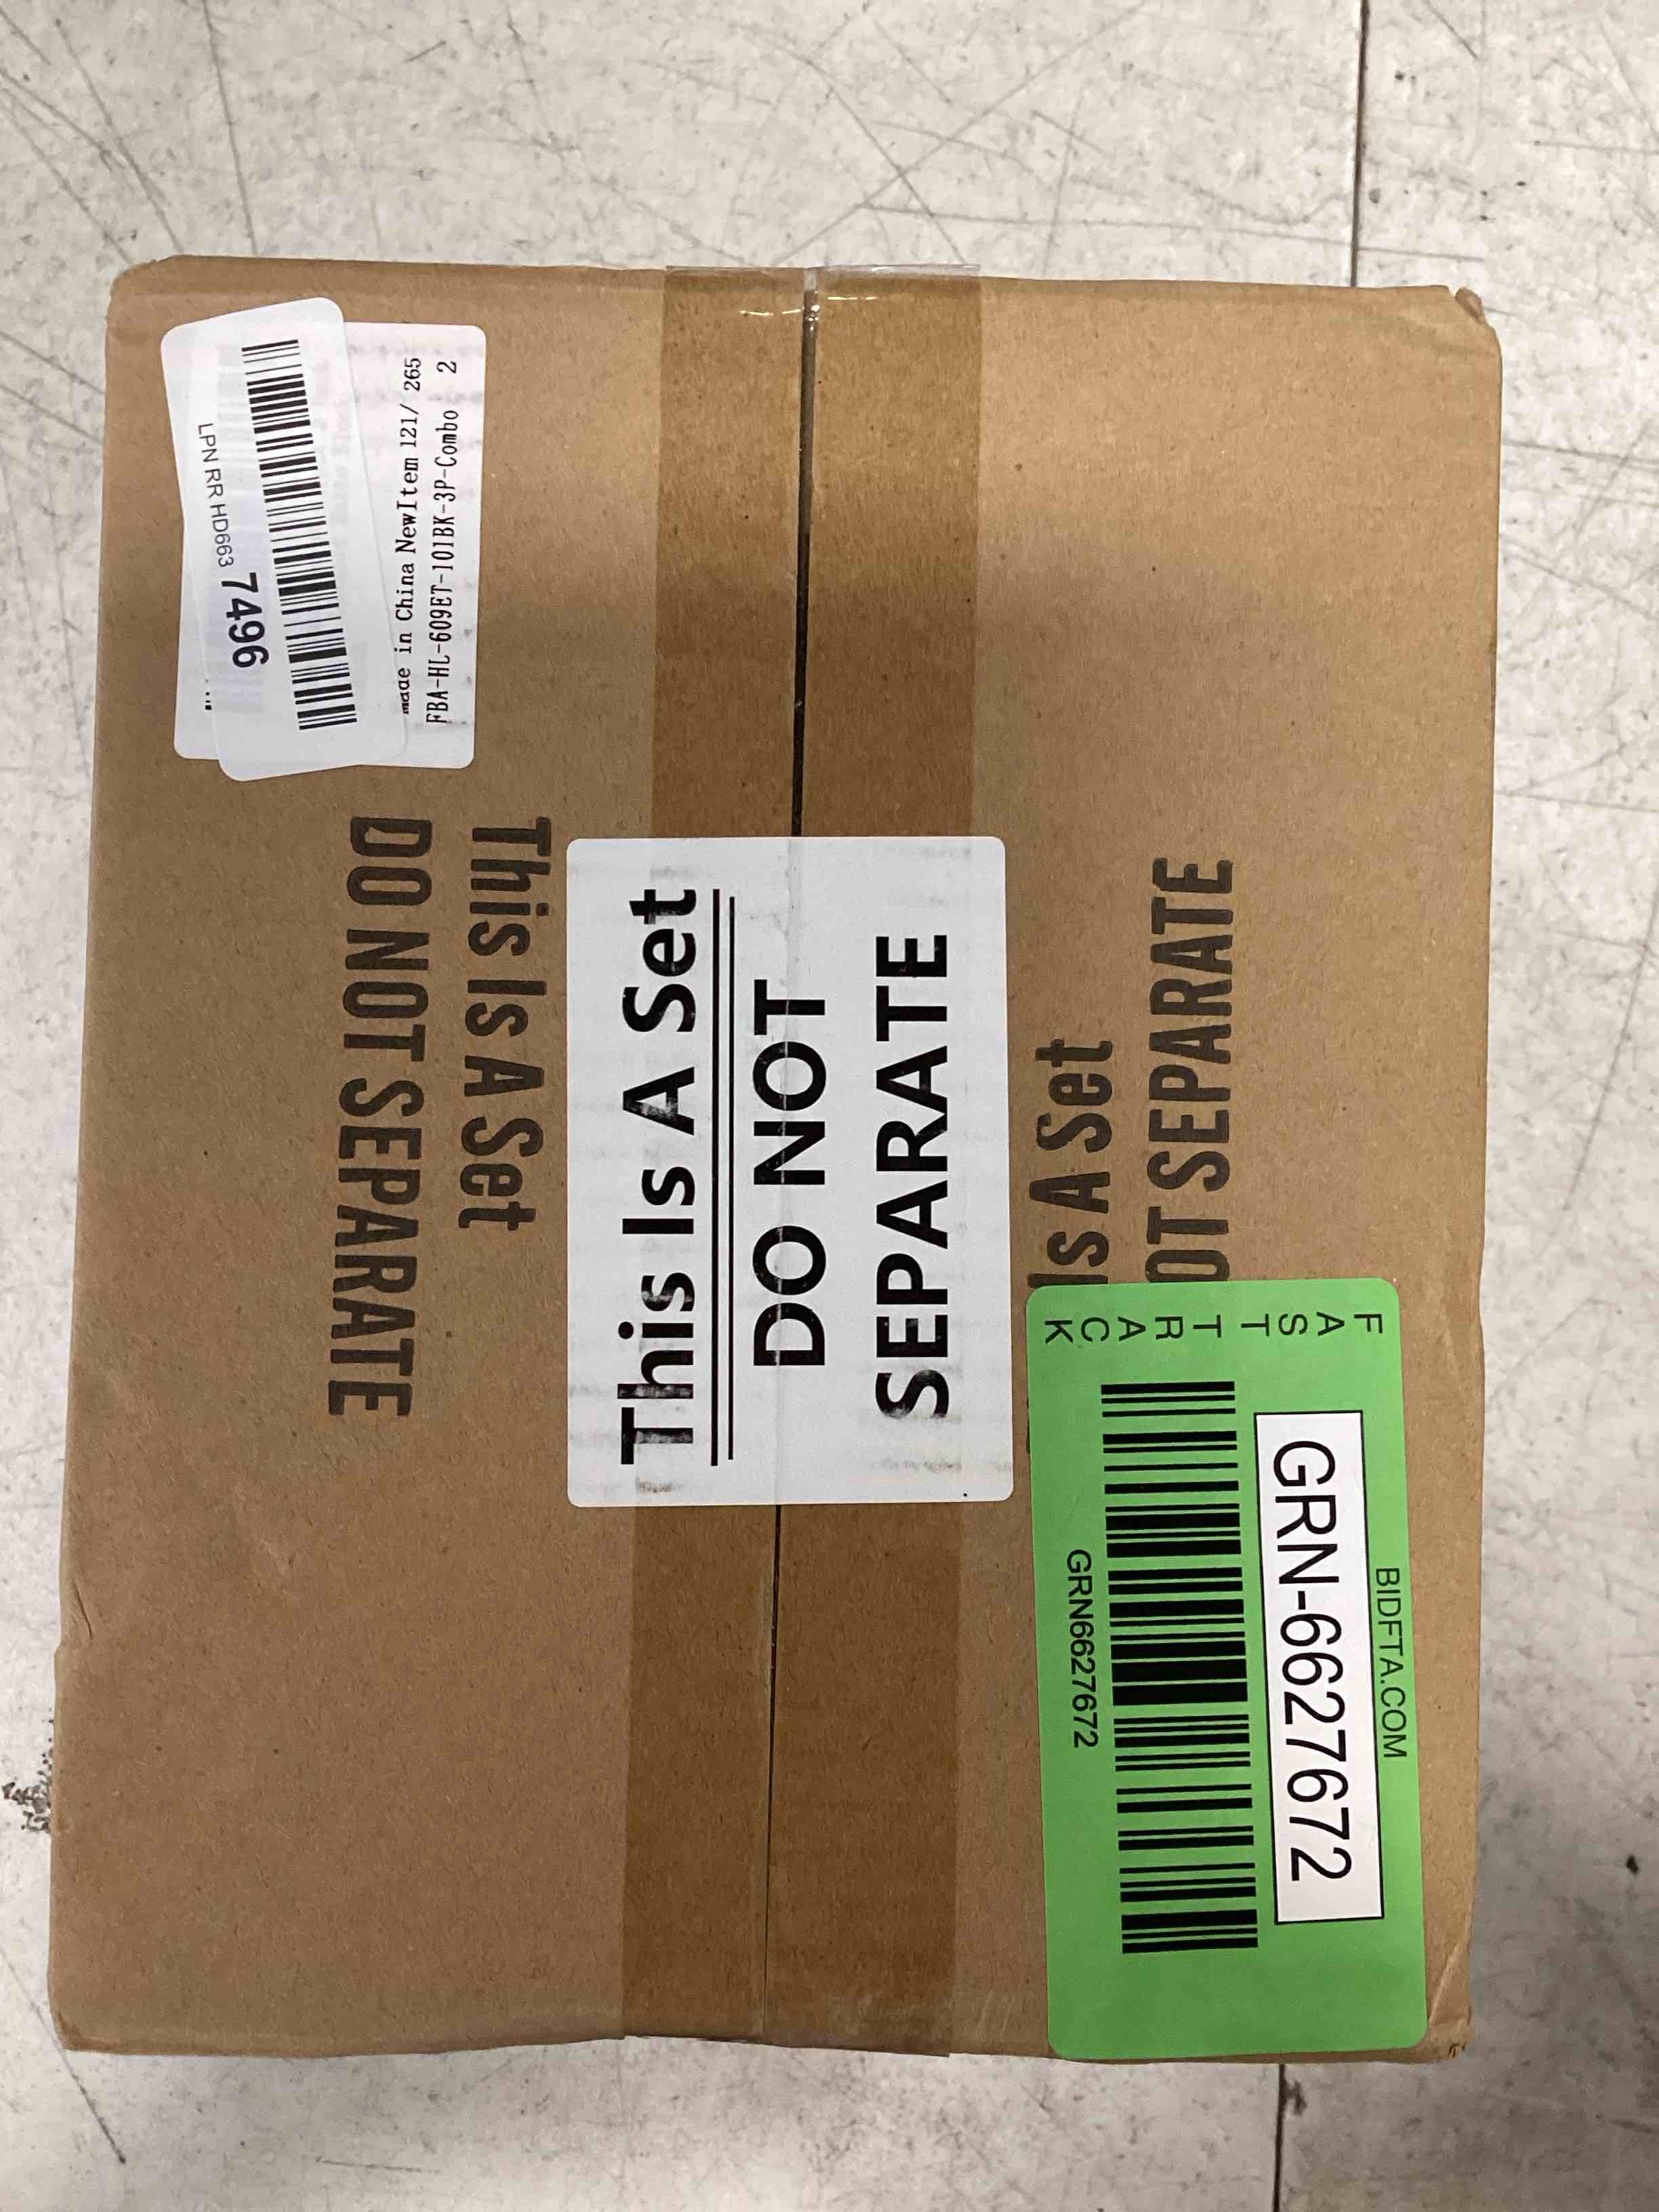 LPN RR HD663 7496
made in China NewItem 121/ 265
FBA-HL-609ET-101BK-3P-Combo 2
This Is A Set
DO NOT SEPARATE
This Is A Set
DO NOT
SEPARATE
is A Set
OT SEPARATE
FAST TRACK
BIDFTA.COM
GRN-6627672
GRN6627672